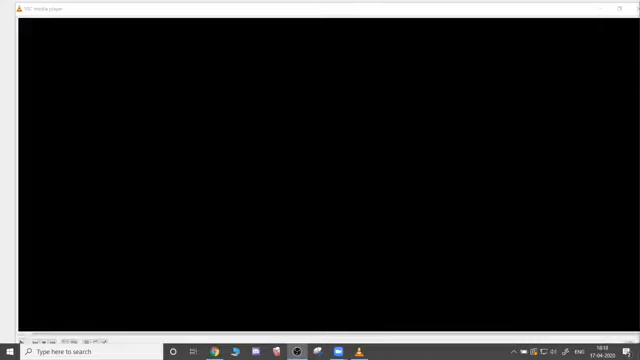 VLC media player
Type here to search
ENG
18:18
17-04-2020